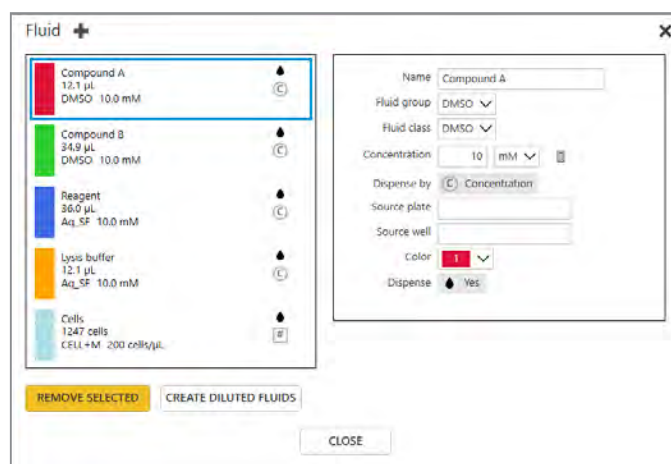 Fluid
Compound A
12.1 µL
DMSO 10.0 mM
C
Compound B
34.9 µL
DMSO 10.0 mM
C
Reagent
36.0 µL
Aq_SF 10.0 mM
C
Lysis buffer
12.1 µL
Aq_SF 10.0 mM
C
Cells
1247 cells
CELL+M 200 cells/µL
#
Name Compound A
Fluid group DMSO
Fluid class DMSO
Concentration 10 mM
Dispense by C Concentration
Source plate
Source well
Color 1
Dispense Yes
REMOVE SELECTED CREATE DILUTED FLUIDS
CLOSE